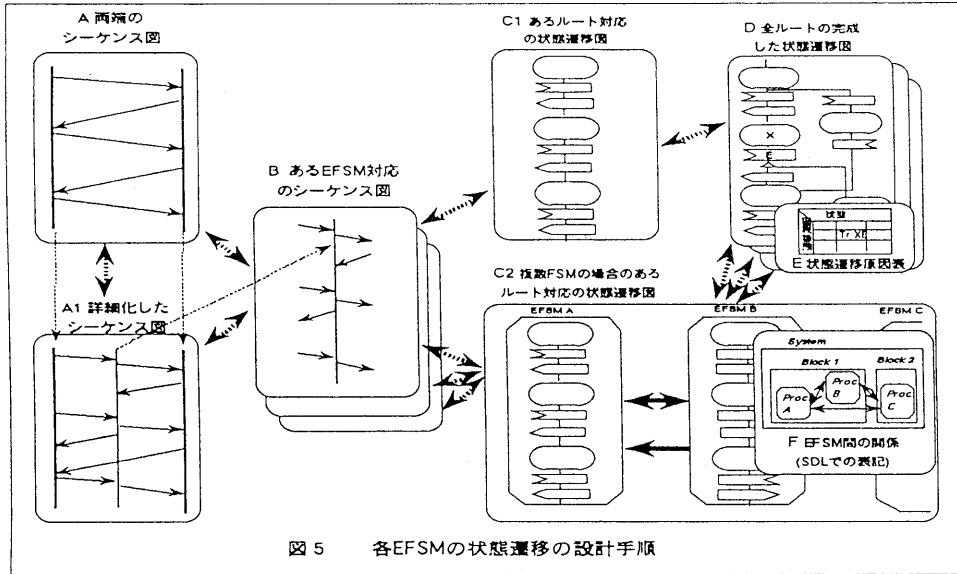 A 両端の
シーケンス図
C1 あるルート対応
の状態遷移図
D 全ルートの完成
した状態遷移図
B あるEFSM対応
のシーケンス図
×
E
状態
Tr XE
E 状態遷移原因表
A1 詳細化した
シーケンス図
C2 複数FSMの場合のある
ルート対応の状態遷移図
EFSM A
EFSM B
EFSM C
System
Block 1
Block 2
Proc A
Proc B
Proc C
F EFSM間の関係
(SDLでの表記)
図 5 各EFSMの状態遷移の設計手順